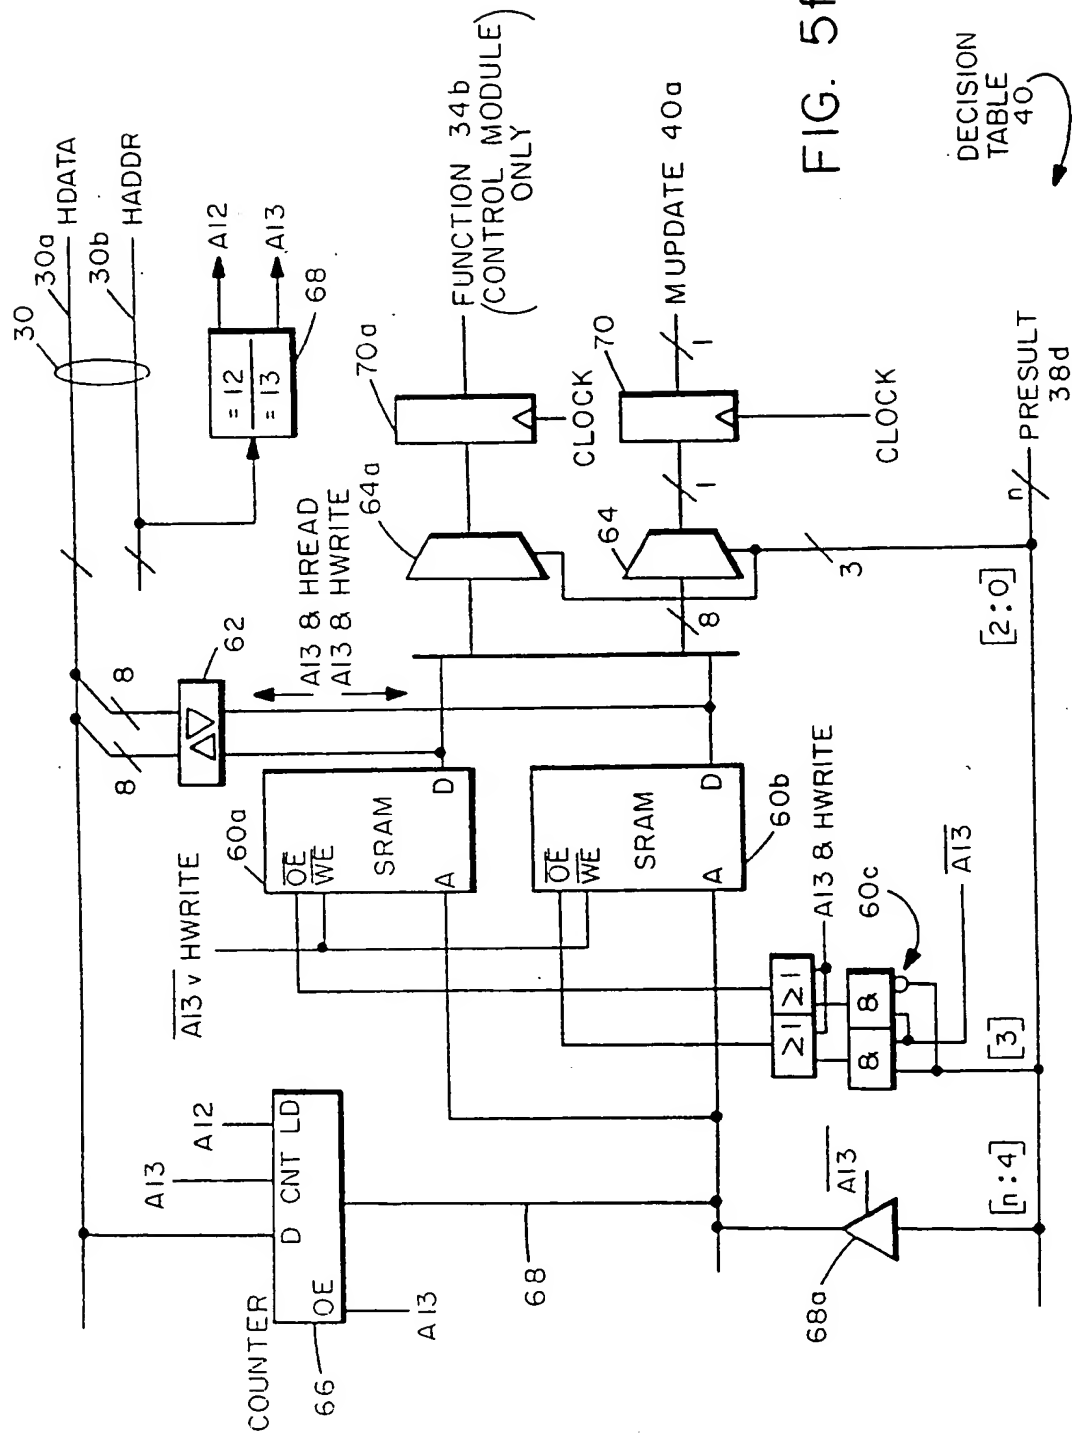 30
30a
HDATA
30b
HADDR
= 12
= 13
68
A12
A13
62
8
8
A13 & HREAD
A13 & HWRITE
FUNCTION 34b
(CONTROL MODULE)
ONLY
70a
64a
CLOCK
MUPDATE 40a
1
70
64
1
8
3
CLOCK
FIG. 5f
DECISION
TABLE
40
60a
OE
WE
SRAM
A
D
60b
OE
WE
SRAM
A
D
A13 v HWRITE
A13 & HWRITE
≥1
≥1
&
&
60c
A13
COUNTER
66
D
CNT
LD
OE
A13
A12
A13
68
68a
A13
[n:4]
[3]
[2:0]
n
PRESULT
38d